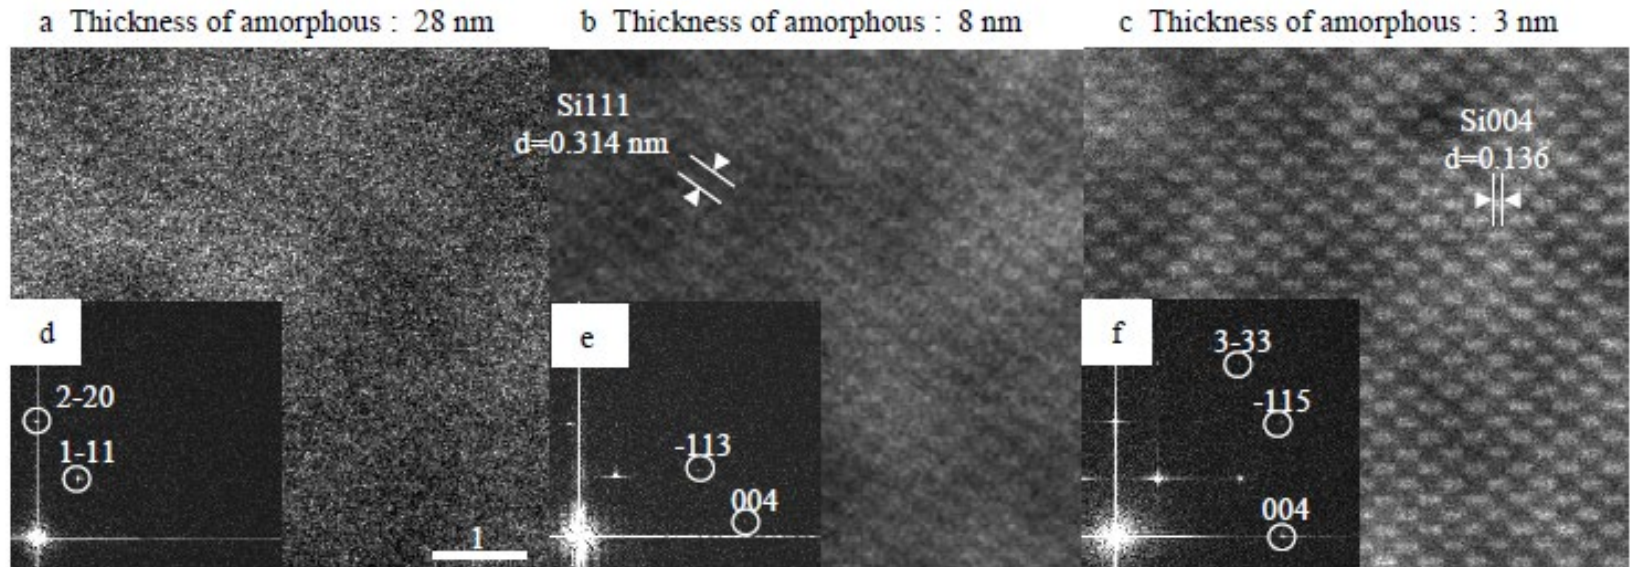 a Thickness of amorphous : 28 nm
b Thickness of amorphous : 8 nm
c Thickness of amorphous : 3 nm
Si111
d=0.314 nm
Si004
d=0.136
d
2-20
1-11
1
e
-113
004
f
3-33
-115
004